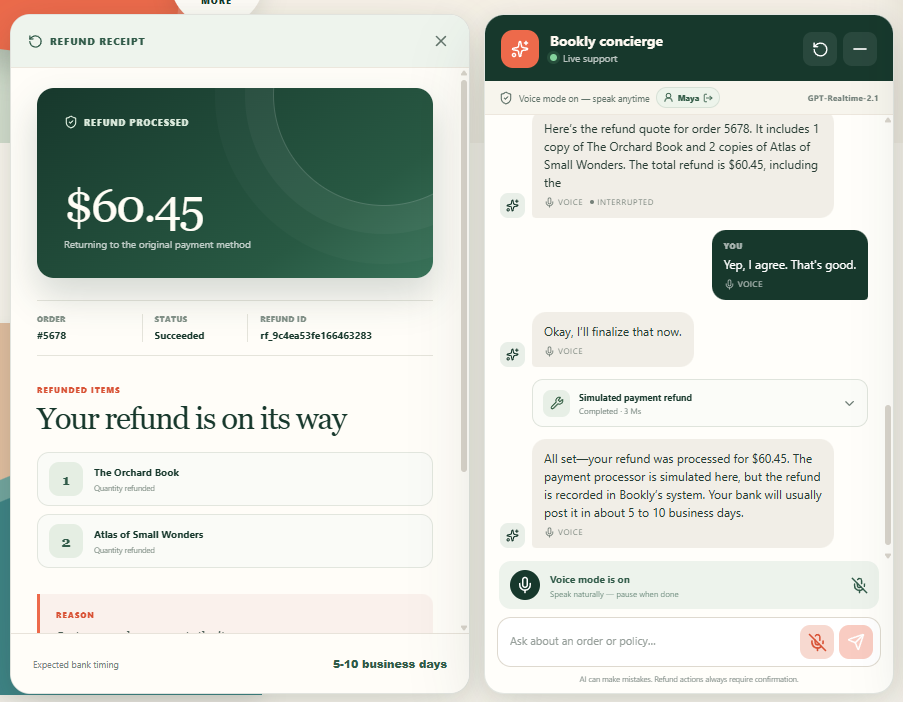 MORE
REFUND RECEIPT
REFUND PROCESSED
$60.45
Returning to the original payment method
ORDER
#5678
STATUS
Succeeded
REFUND ID
rf_9c4ea53fe166463283
REFUNDED ITEMS
Your refund is on its way
1
The Orchard Book
Quantity refunded
2
Atlas of Small Wonders
Quantity refunded
REASON
Expected bank timing
5-10 business days
Bookly concierge
Live support
Voice mode on — speak anytime
Maya
GPT-Realtime-2.1
Here's the refund quote for order 5678. It includes 1
copy of The Orchard Book and 2 copies of Atlas of
Small Wonders. The total refund is $60.45, including
the
VOICE • INTERRUPTED
YOU
Yep, I agree. That's good.
VOICE
Okay, I'll finalize that now.
VOICE
Simulated payment refund
Completed · 3 Ms
All set—your refund was processed for $60.45. The
payment processor is simulated here, but the refund
is recorded in Bookly's system. Your bank will usually
post it in about 5 to 10 business days.
VOICE
Voice mode is on
Speak naturally — pause when done
Ask about an order or policy...
AI can make mistakes. Refund actions always require confirmation.